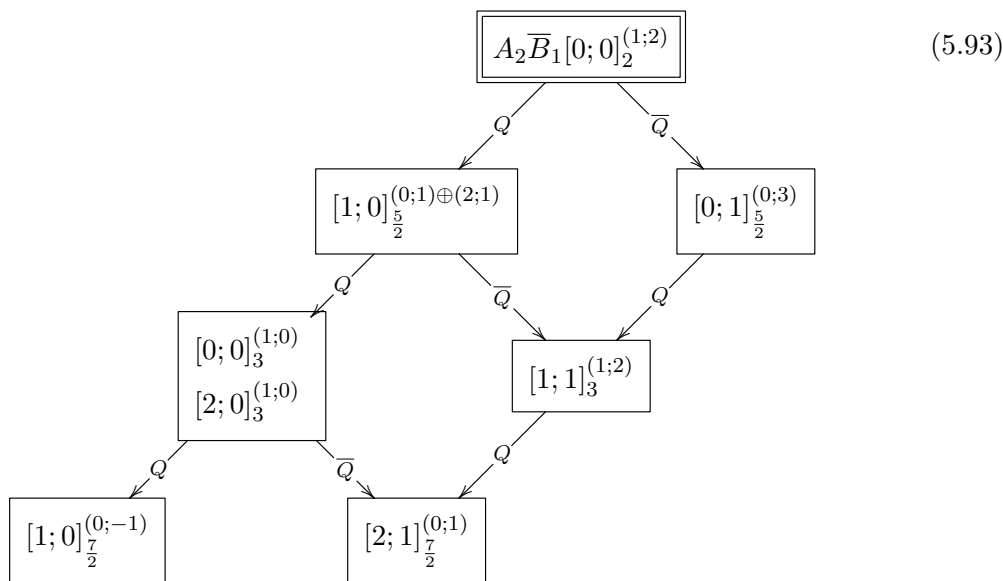 $A_2\overline{B}_1[0;0]_2^{(1;2)}$ (5.93)
$Q$ $\overline{Q}$
$[1;0]_{\frac{5}{2}}^{(0;1)\oplus(2;1)}$ $[0;1]_{\frac{5}{2}}^{(0;3)}$
$Q$ $\overline{Q}$ $Q$
$[0;0]_3^{(1;0)}$
$[2;0]_3^{(1;0)}$ $[1;1]_3^{(1;2)}$
$Q$ $\overline{Q}$ $Q$
$[1;0]_{\frac{7}{2}}^{(0;-1)}$ $[2;1]_{\frac{7}{2}}^{(0;1)}$